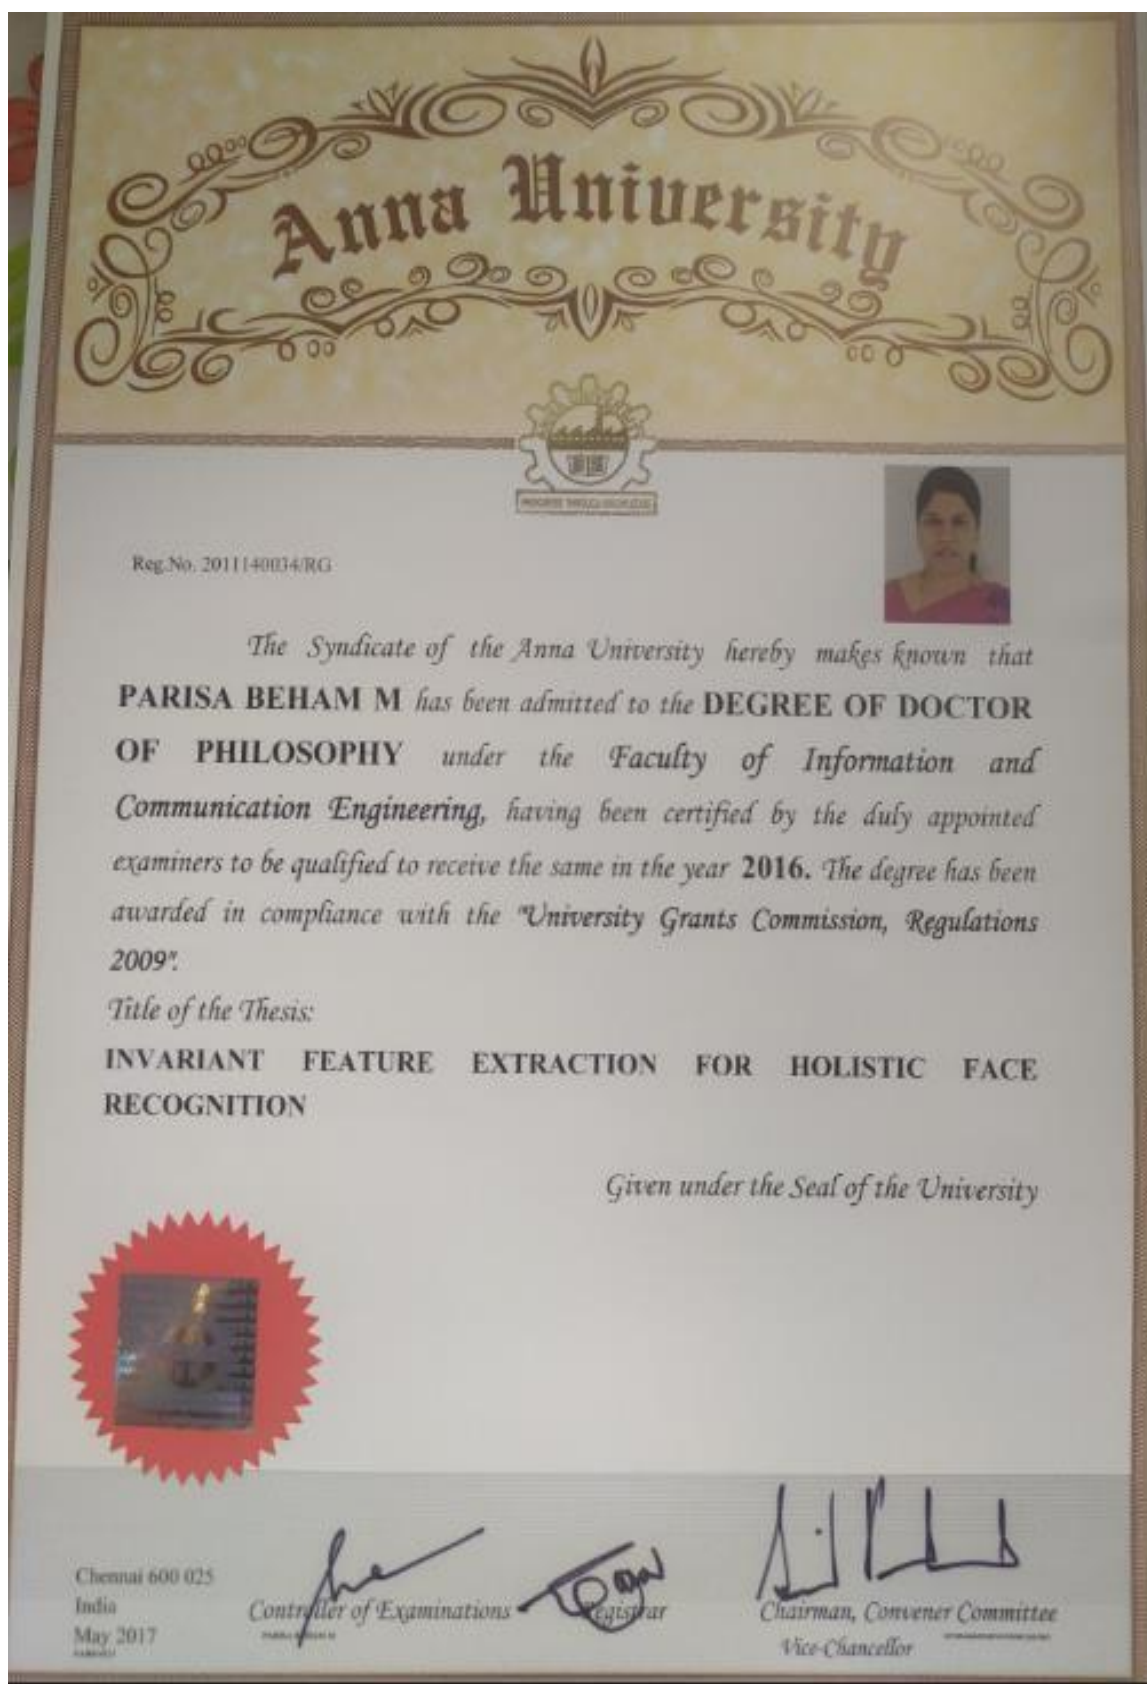 Anna University
PROGRESS THROUGH KNOWLEDGE
Reg.No. 2011140034/RG
The Syndicate of the Anna University hereby makes known that
PARISA BEHAM M has been admitted to the DEGREE OF DOCTOR
OF PHILOSOPHY under the Faculty of Information and
Communication Engineering, having been certified by the duly appointed
examiners to be qualified to receive the same in the year 2016. The degree has been
awarded in compliance with the "University Grants Commission, Regulations
2009".
Title of the Thesis:
INVARIANT FEATURE EXTRACTION FOR HOLISTIC FACE
RECOGNITION
Given under the Seal of the University
Chennai 600 025
India
May 2017
Controller of Examinations
Registrar
Chairman, Convener Committee
Vice-Chancellor